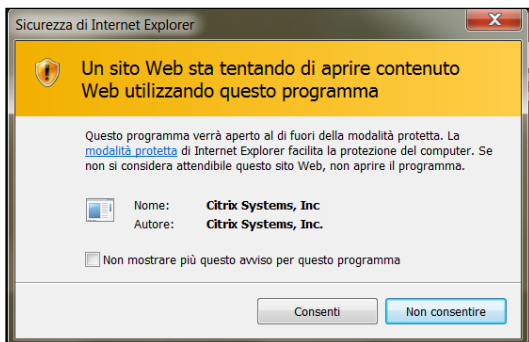 Sicurezza di Internet Explorer
Un sito Web sta tentando di aprire contenuto
Web utilizzando questo programma
Questo programma verrà aperto al di fuori della modalità protetta. La
modalità protetta di Internet Explorer facilita la protezione del computer. Se
non si considera attendibile questo sito Web, non aprire il programma.
Nome: Citrix Systems, Inc
Autore: Citrix Systems, Inc.
Non mostrare più questo avviso per questo programma
Consenti Non consentire